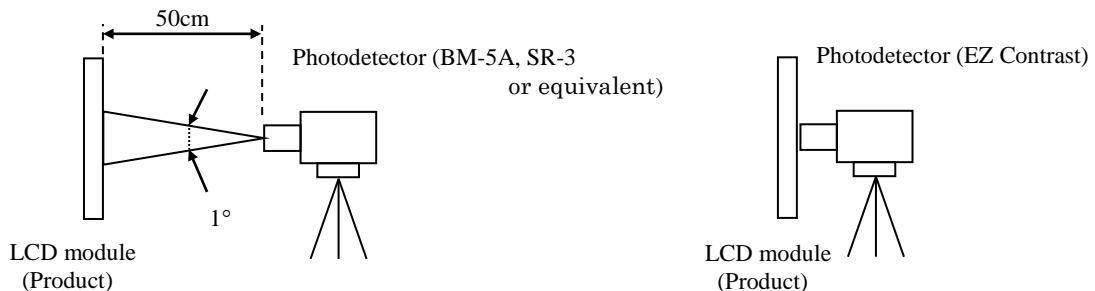 50cm
Photodetector (BM-5A, SR-3
or equivalent)
1°
LCD module
(Product)
Photodetector (EZ Contrast)
LCD module
(Product)